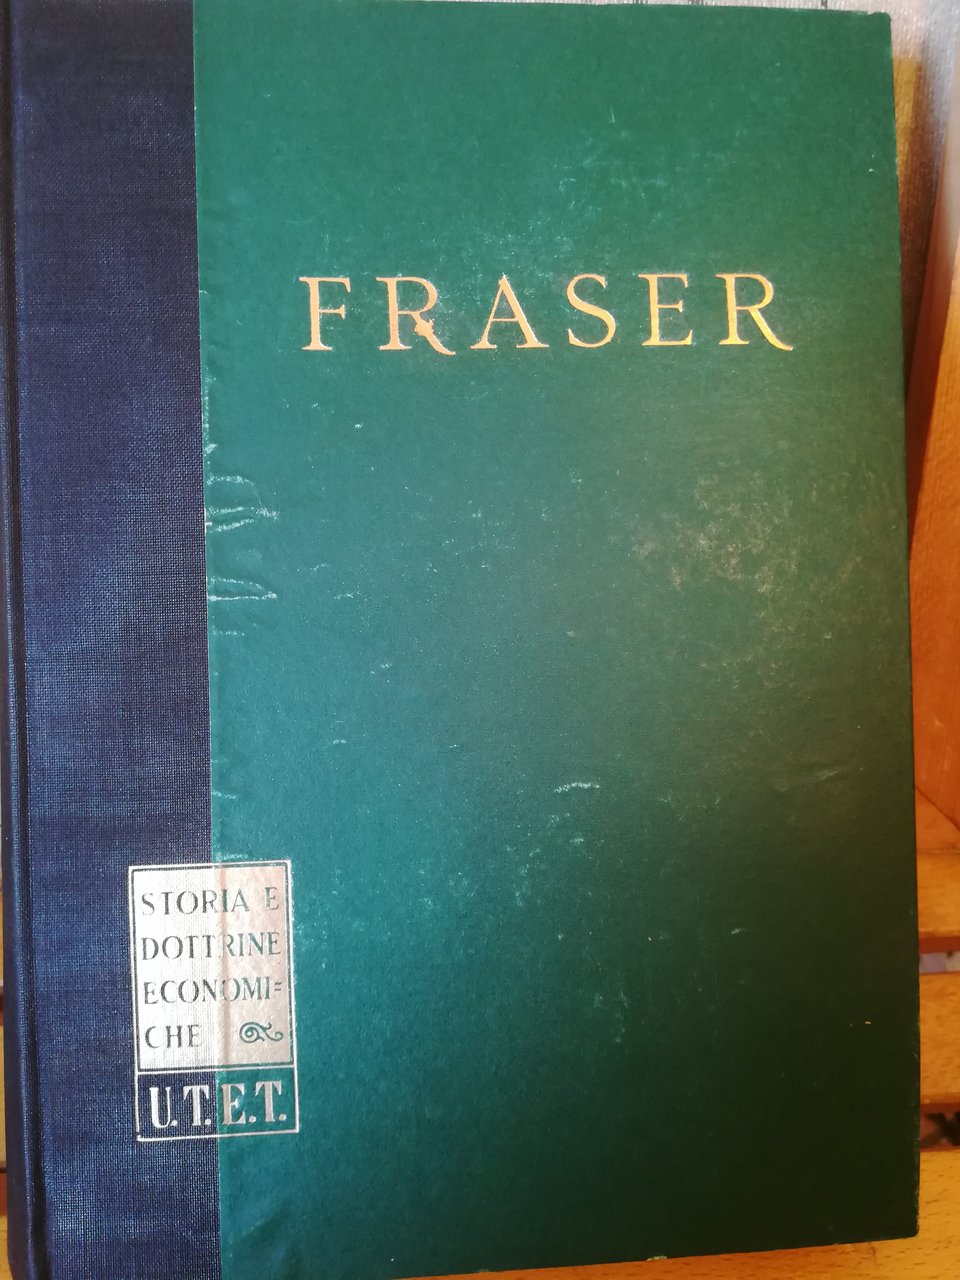 FRASER
STORIA E
DOTTRINE
ECONOMI=
CHE
U.T.E.T.